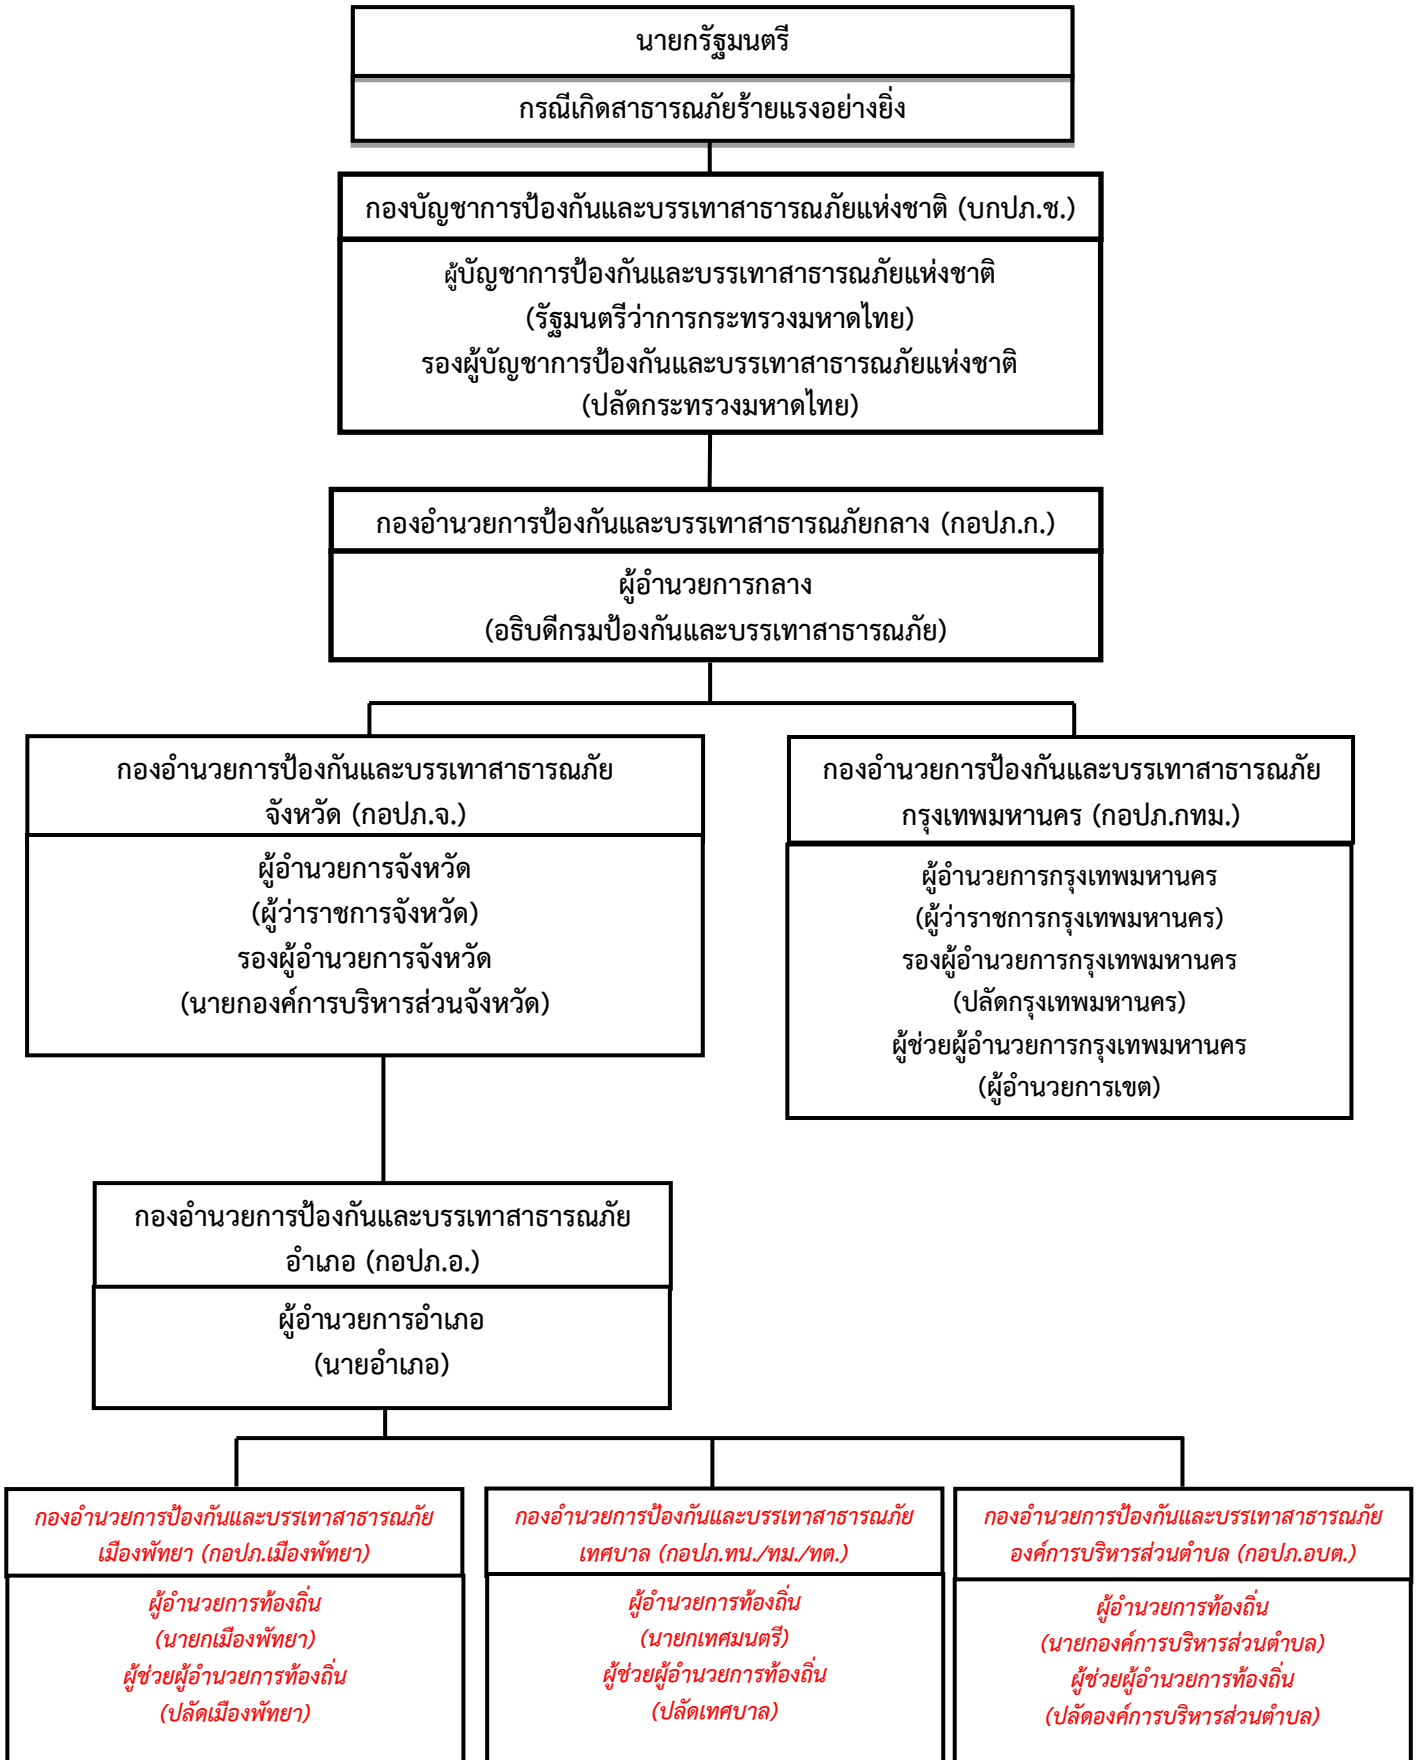 นายกรัฐมนตรี
กรณีเกิดสาธารณภัยร้ายแรงอย่างยิ่ง
กองบัญชาการป้องกันและบรรเทาสาธารณภัยแห่งชาติ (บกปภ.ช.)
ผู้บัญชาการป้องกันและบรรเทาสาธารณภัยแห่งชาติ
(รัฐมนตรีว่าการกระทรวงมหาดไทย)
รองผู้บัญชาการป้องกันและบรรเทาสาธารณภัยแห่งชาติ
(ปลัดกระทรวงมหาดไทย)
กองอำนวยการป้องกันและบรรเทาสาธารณภัยกลาง (กอปภ.ก.)
ผู้อำนวยการกลาง
(อธิบดีกรมป้องกันและบรรเทาสาธารณภัย)
กองอำนวยการป้องกันและบรรเทาสาธารณภัย
จังหวัด (กอปภ.จ.)
ผู้อำนวยการจังหวัด
(ผู้ว่าราชการจังหวัด)
รองผู้อำนวยการจังหวัด
(นายกองค์การบริหารส่วนจังหวัด)
กองอำนวยการป้องกันและบรรเทาสาธารณภัย
กรุงเทพมหานคร (กอปภ.กทม.)
ผู้อำนวยการกรุงเทพมหานคร
(ผู้ว่าราชการกรุงเทพมหานคร)
รองผู้อำนวยการกรุงเทพมหานคร
(ปลัดกรุงเทพมหานคร)
ผู้ช่วยผู้อำนวยการกรุงเทพมหานคร
(ผู้อำนวยการเขต)
กองอำนวยการป้องกันและบรรเทาสาธารณภัย
อำเภอ (กอปภ.อ.)
ผู้อำนวยการอำเภอ
(นายอำเภอ)
กองอำนวยการป้องกันและบรรเทาสาธารณภัย
เมืองพัทยา (กอปภ.เมืองพัทยา)
ผู้อำนวยการท้องถิ่น
(นายกเมืองพัทยา)
ผู้ช่วยผู้อำนวยการท้องถิ่น
(ปลัดเมืองพัทยา)
กองอำนวยการป้องกันและบรรเทาสาธารณภัย
เทศบาล (กอปภ.ทน./ทม./ทต.)
ผู้อำนวยการท้องถิ่น
(นายกเทศมนตรี)
ผู้ช่วยผู้อำนวยการท้องถิ่น
(ปลัดเทศบาล)
กองอำนวยการป้องกันและบรรเทาสาธารณภัย
องค์การบริหารส่วนตำบล (กอปภ.อบต.)
ผู้อำนวยการท้องถิ่น
(นายกองค์การบริหารส่วนตำบล)
ผู้ช่วยผู้อำนวยการท้องถิ่น
(ปลัดองค์การบริหารส่วนตำบล)